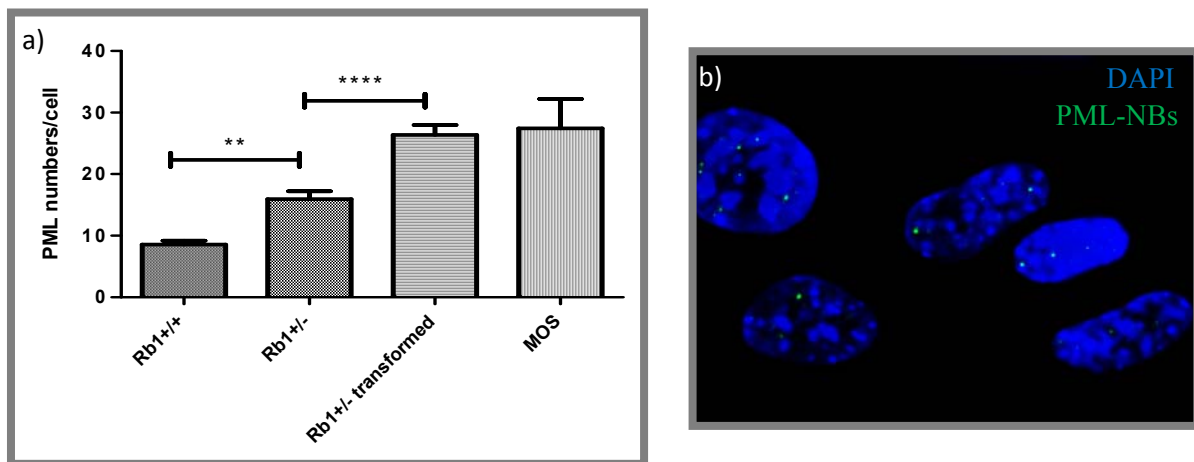 a)
PML numbers/cell
40
30
20
10
0
**
****
Rb1+/+
Rb1+/-
Rb1+/- transformed
MOS
b)
DAPI
PML-NBs